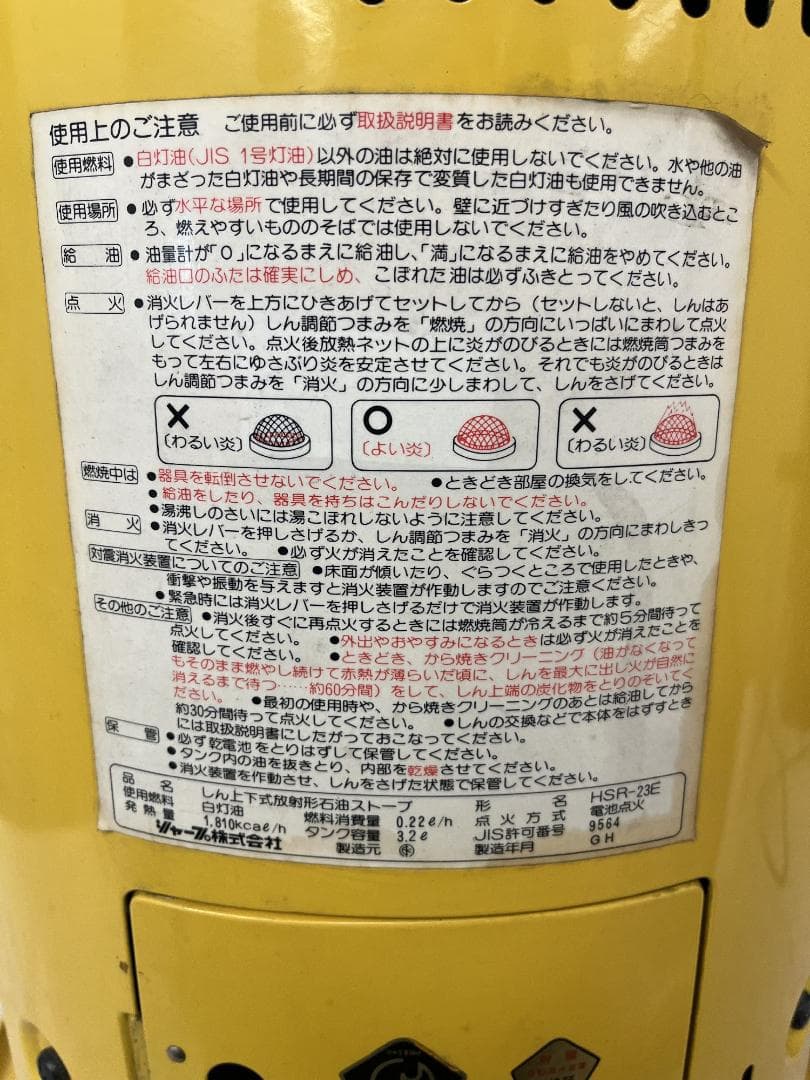 使用上のご注意 ご使用前に必ず取扱説明書をお読みください。
使用燃料 ●白灯油(JIS 1号灯油)以外の油は絶対に使用しないでください。水や他の油
がまざった白灯油や長期間の保存で変質した白灯油も使用できません。
使用場所 ●必ず水平な場所で使用してください。壁に近づけすぎたり風の吹き込むとこ
ろ、燃えやすいもののそばでは使用しないでください。
給油 ●油量計が「0」になるまえに給油し、「満」になるまえに給油をやめてください。
給油口のふたは確実にしめ、こぼれた油は必ずふきとってください。
点火 ●消火レバーを上方にひきあげてセットしてから(セットしないと、しんはあ
げられません)しん調節つまみを「燃焼」の方向にいっぱいにまわして点火
してください。点火後放熱ネットの上に炎がのびるときには燃焼筒つまみを
もって左右にゆさぶり炎を安定させてください。それでも炎がのびるときは
しん調節つまみを「消火」の方向に少しまわして、しんをさげてください。
× (わるい炎) ○ (よい炎) × (わるい炎)
燃焼中は ●器具を転倒させないでください。 ●ときどき部屋の換気をしてください。
●給油をしたり、器具を持ちはこんだりしないでください。
●湯沸しのさいには湯こぼれしないように注意してください。
消火 ●消火レバーを押しさげるか、しん調節つまみを「消火」の方向にまわしきっ
てください。 ●必ず火が消えたことを確認してください。
対震消火装置についてのご注意 ●床面が傾いたり、ぐらつくところで使用したときや、
衝撃や振動を与えますと消火装置が作動しますのでご注意ください。
●緊急時には消火レバーを押しさげるだけで消火装置が作動します。
その他のご注意 ●消火後すぐに再点火するときには燃焼筒が冷えるまで約5分間待って
点火してください。 ●外出やおやすみになるときは必ず火が消えたことを
確認してください。 ●ときどき、から焼きクリーニング(油がなくなって
もそのまま燃やし続けて赤熱が薄らいだ頃に、しんを最大に出し火が自然に
消えるまで待つ……約60分間)をして、しん上端の炭化物をとりのぞいてく
ださい。 ●最初の使用時や、から焼きクリーニングのあとは給油してから
約30分間待って点火してください。 ●しんの交換などで本体をはずすとき
には取扱説明書にしたがっておこなってください。
保管 ●必ず乾電池をとりはずして保管してください。
●タンク内の油を抜きとり、内部を乾燥させてください。
●消火装置を作動させ、しんをさげた状態で保管してください。
品名 しん上下式放射形石油ストーブ 形名 HSR-23E
使用燃料 白灯油 燃料消費量 0.22ℓ/h 点火方式 電池点火
発熱量 1,810kcaℓ/h タンク容量 3.2ℓ JIS許可番号 9564
シャープ株式会社 製造元 製造年月 GH